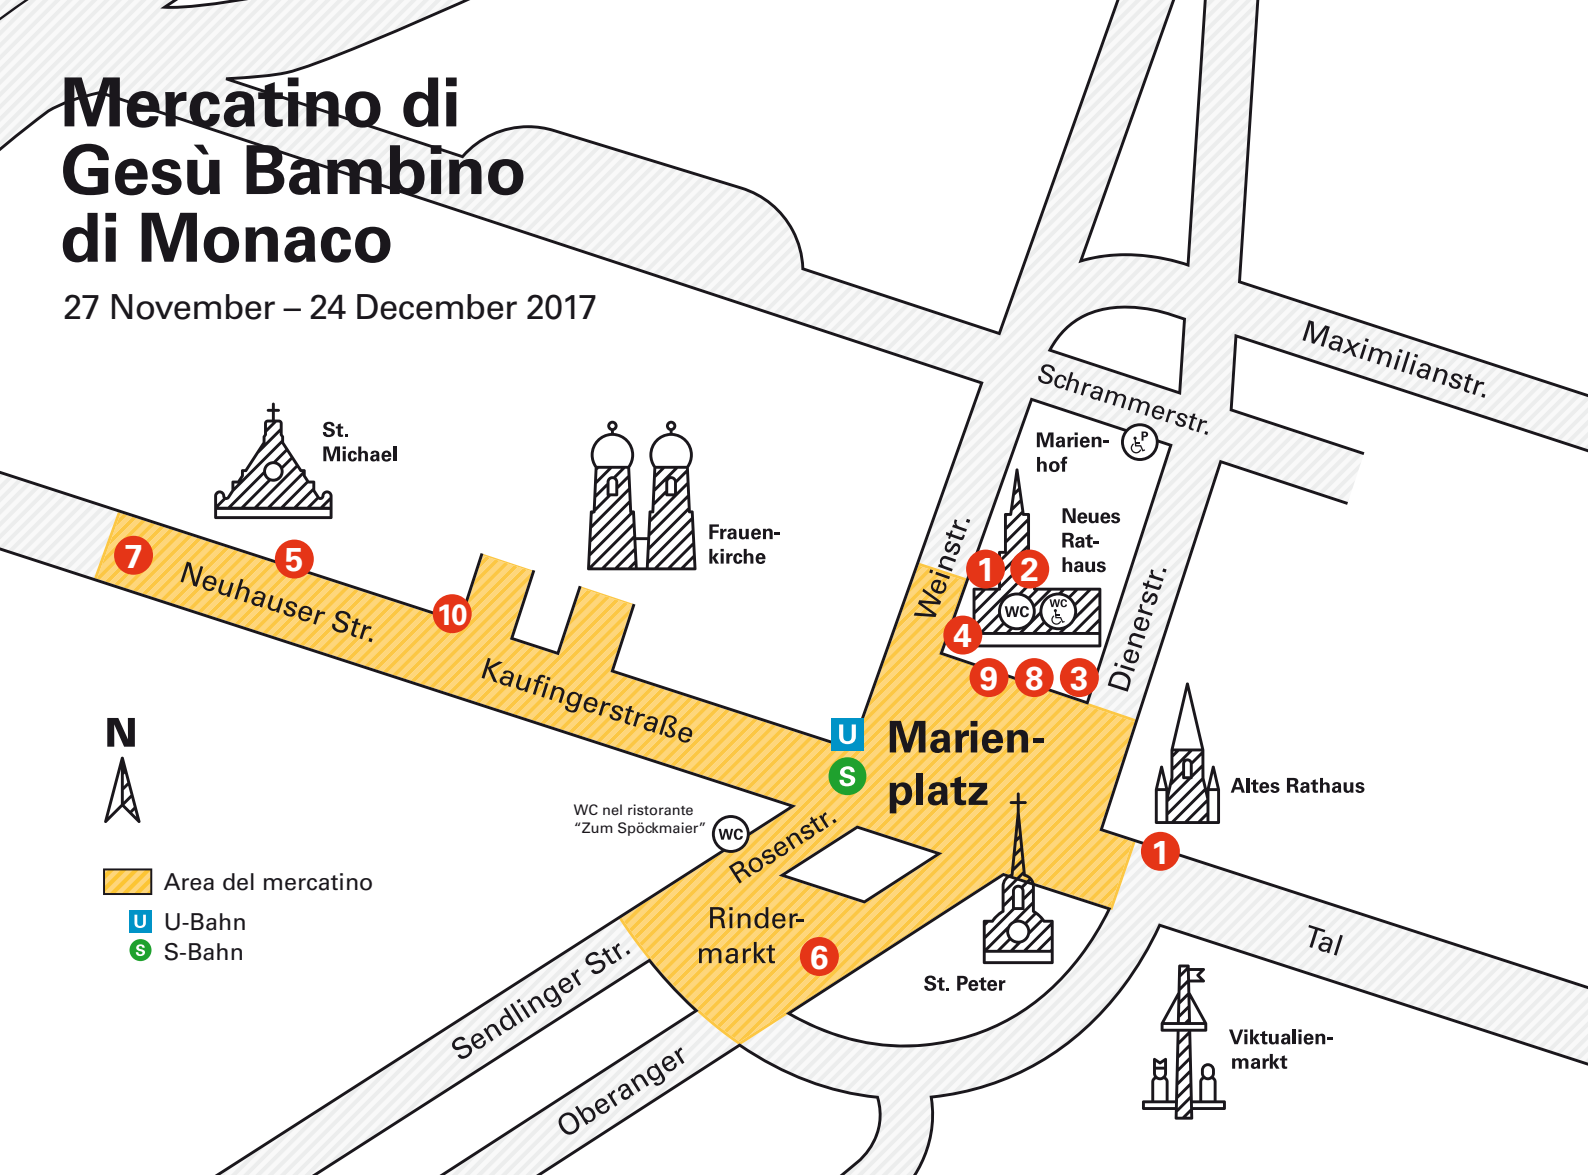 Mercatino di
Gesù Bambino
di Monaco
27 November – 24 December 2017
Maximilianstr.
Schrammerstr.
St.
Michael
Marien-
hof
P
Frauen-
kirche
Neues
Rat-
haus
Weinstr.
Dienerstr.
1
2
WC
WC
4
9
8
3
7
5
10
Neuhauser Str.
Kaufingerstraße
U
S
Marien-
platz
Altes Rathaus
1
N
WC nel ristorante
“Zum Spöckmaier”
WC
Rosenstr.
Area del mercatino
U U-Bahn
S S-Bahn
Rinder-
markt
6
St. Peter
Tal
Sendlinger Str.
Oberanger
Viktualien-
markt